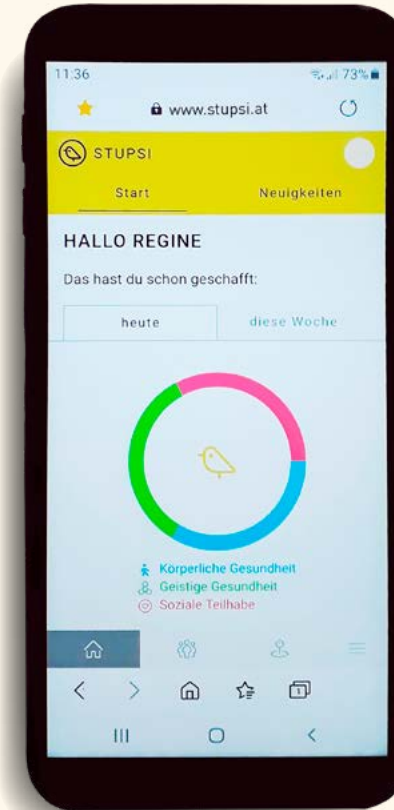 11:36
73%
www.stupsi.at
STUPSI
Start
Neuigkeiten
HALLO REGINE
Das hast du schon geschafft:
heute
diese Woche
Körperliche Gesundheit
Geistige Gesundheit
Soziale Teilhabe
1